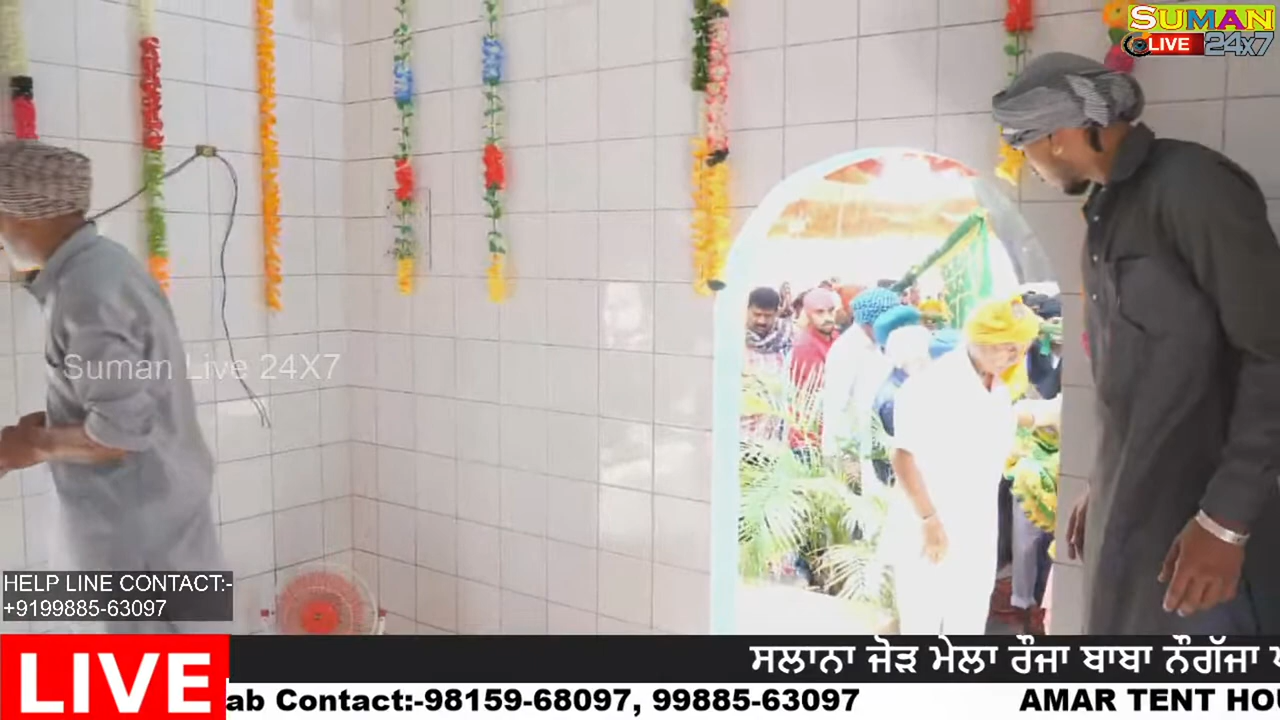 SUMAN
LIVE 24x7
Suman Live 24X7
HELP LINE CONTACT:-
+9199885-63097
LIVE
ਸਲਾਨਾ ਜੋੜ ਮੇਲਾ ਰੌਜਾ ਬਾਬਾ ਨੌਗੱਜਾ
ab Contact:-98159-68097, 99885-63097 AMAR TENT HOU